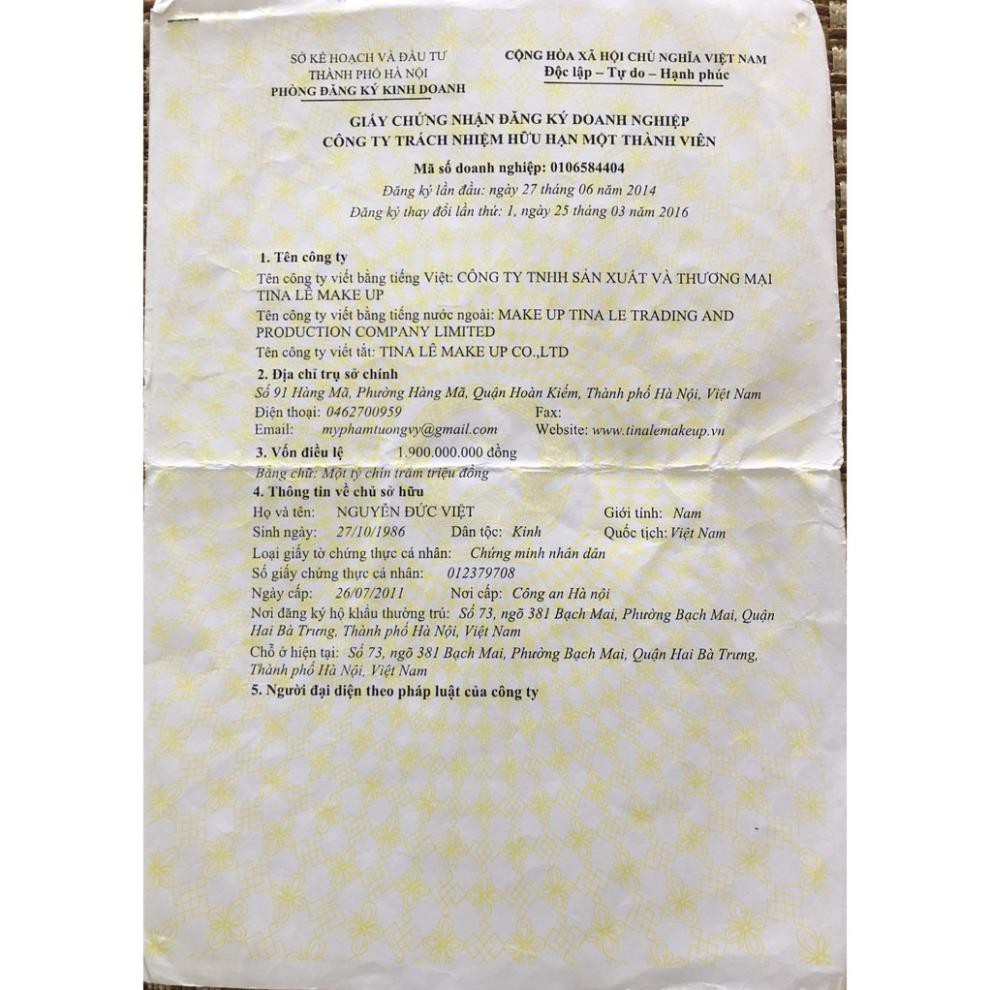 SỞ KẾ HOẠCH VÀ ĐẦU TƯ
THÀNH PHỐ HÀ NỘI
PHÒNG ĐĂNG KÝ KINH DOANH
CỘNG HÒA XÃ HỘI CHỦ NGHĨA VIỆT NAM
Độc lập – Tự do – Hạnh phúc
GIẤY CHỨNG NHẬN ĐĂNG KÝ DOANH NGHIỆP
CÔNG TY TRÁCH NHIỆM HỮU HẠN MỘT THÀNH VIÊN
Mã số doanh nghiệp: 0106584404
Đăng ký lần đầu: ngày 27 tháng 06 năm 2014
Đăng ký thay đổi lần thứ: 1, ngày 25 tháng 03 năm 2016
1. Tên công ty
Tên công ty viết bằng tiếng Việt: CÔNG TY TNHH SẢN XUẤT VÀ THƯƠNG MẠI
TINA LÊ MAKE UP
Tên công ty viết bằng tiếng nước ngoài: MAKE UP TINA LE TRADING AND
PRODUCTION COMPANY LIMITED
Tên công ty viết tắt: TINA LÊ MAKE UP CO.,LTD
2. Địa chỉ trụ sở chính
Số 91 Hàng Mã, Phường Hàng Mã, Quận Hoàn Kiếm, Thành phố Hà Nội, Việt Nam
Điện thoại: 0462700959 Fax:
Email: myphamtuongvy@gmail.com Website: www.tinalemakeup.vn
3. Vốn điều lệ 1.900.000.000 đồng
Bằng chữ: Một tỷ chín trăm triệu đồng
4. Thông tin về chủ sở hữu
Họ và tên: NGUYỄN ĐỨC VIỆT Giới tính: Nam
Sinh ngày: 27/10/1986 Dân tộc: Kinh Quốc tịch: Việt Nam
Loại giấy tờ chứng thực cá nhân: Chứng minh nhân dân
Số giấy chứng thực cá nhân: 012379708
Ngày cấp: 26/07/2011 Nơi cấp: Công an Hà nội
Nơi đăng ký hộ khẩu thường trú: Số 73, ngõ 381 Bạch Mai, Phường Bạch Mai, Quận
Hai Bà Trưng, Thành phố Hà Nội, Việt Nam
Chỗ ở hiện tại: Số 73, ngõ 381 Bạch Mai, Phường Bạch Mai, Quận Hai Bà Trưng,
Thành phố Hà Nội, Việt Nam
5. Người đại diện theo pháp luật của công ty